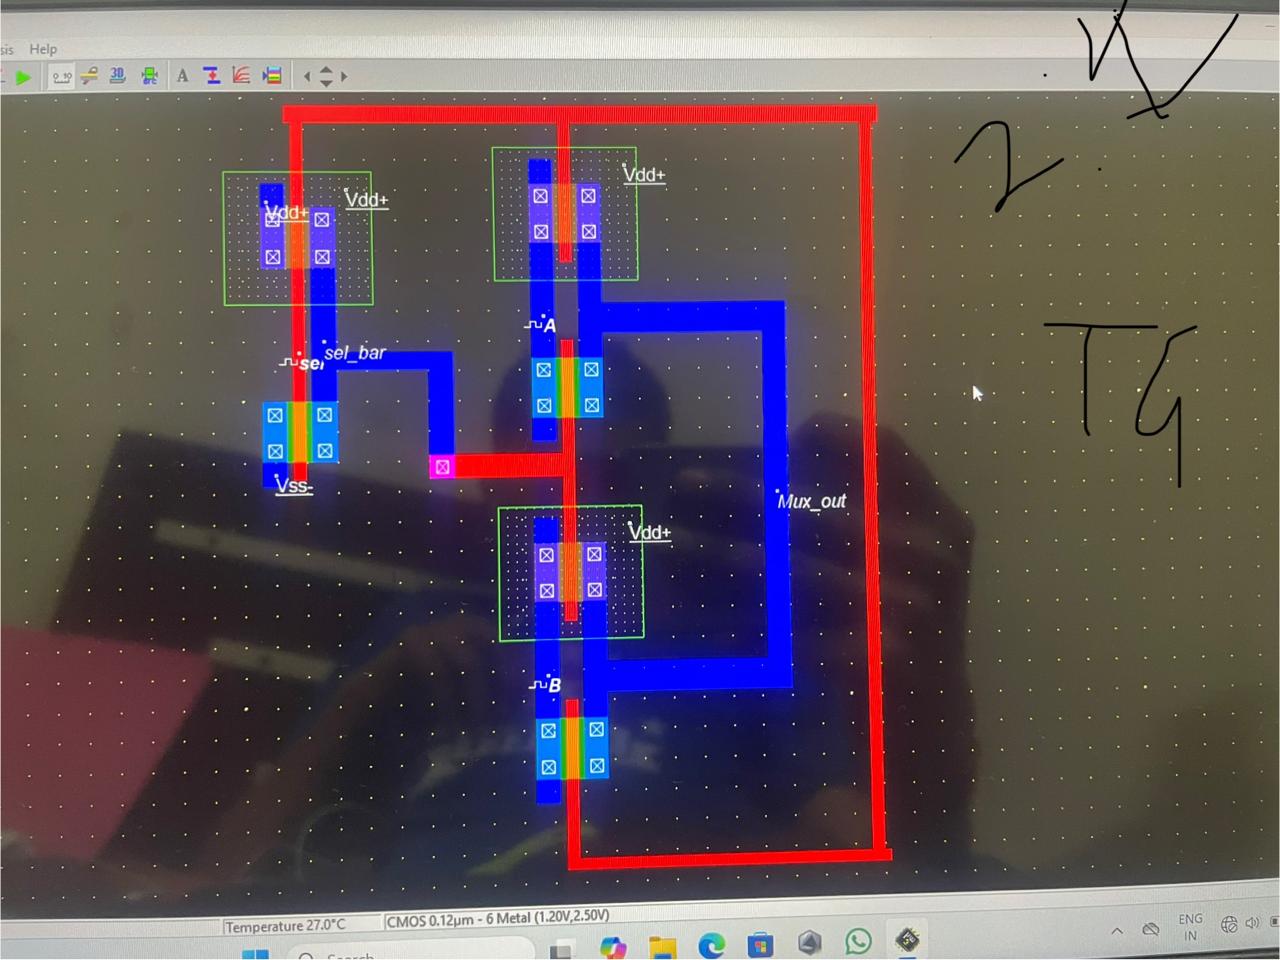 sis Help
A
3D
2.
Vdd+
Vdd+
Vdd+
TG
A
sel
sel_bar
Vss-
Mux_out
Vdd+
B
Temperature 27.0°C
CMOS 0.12µm - 6 Metal (1.20V,2.50V)
Search
ENG
IN